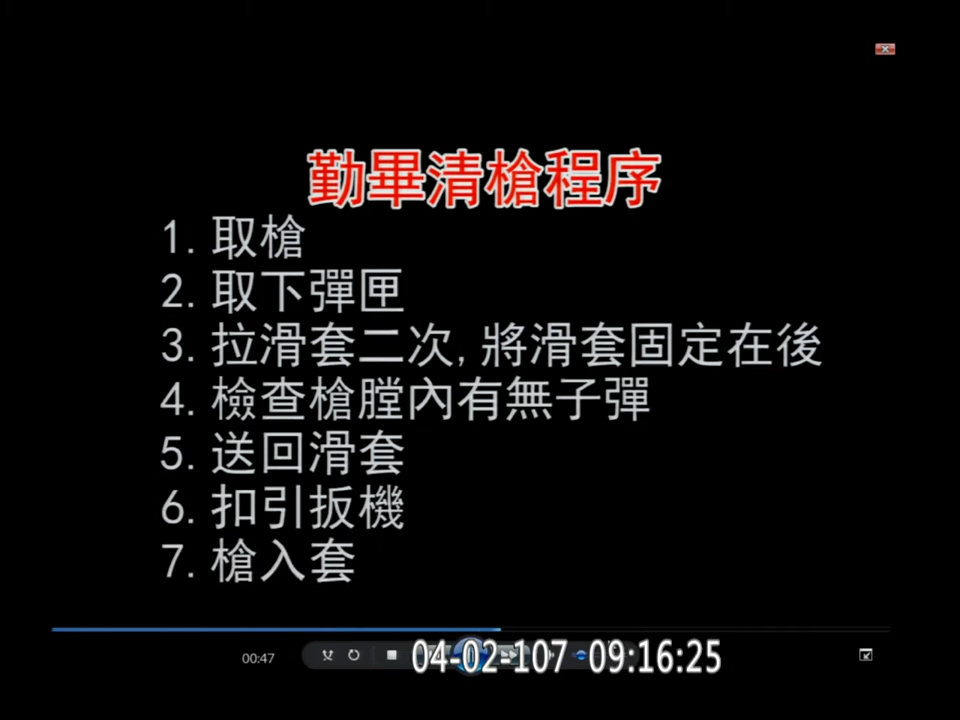 勤畢清槍程序
1. 取槍
2. 取下彈匣
3. 拉滑套二次,將滑套固定在後
4. 檢查槍膛內有無子彈
5. 送回滑套
6. 扣引扳機
7. 槍入套
00:47
04-02-107 09:16:25